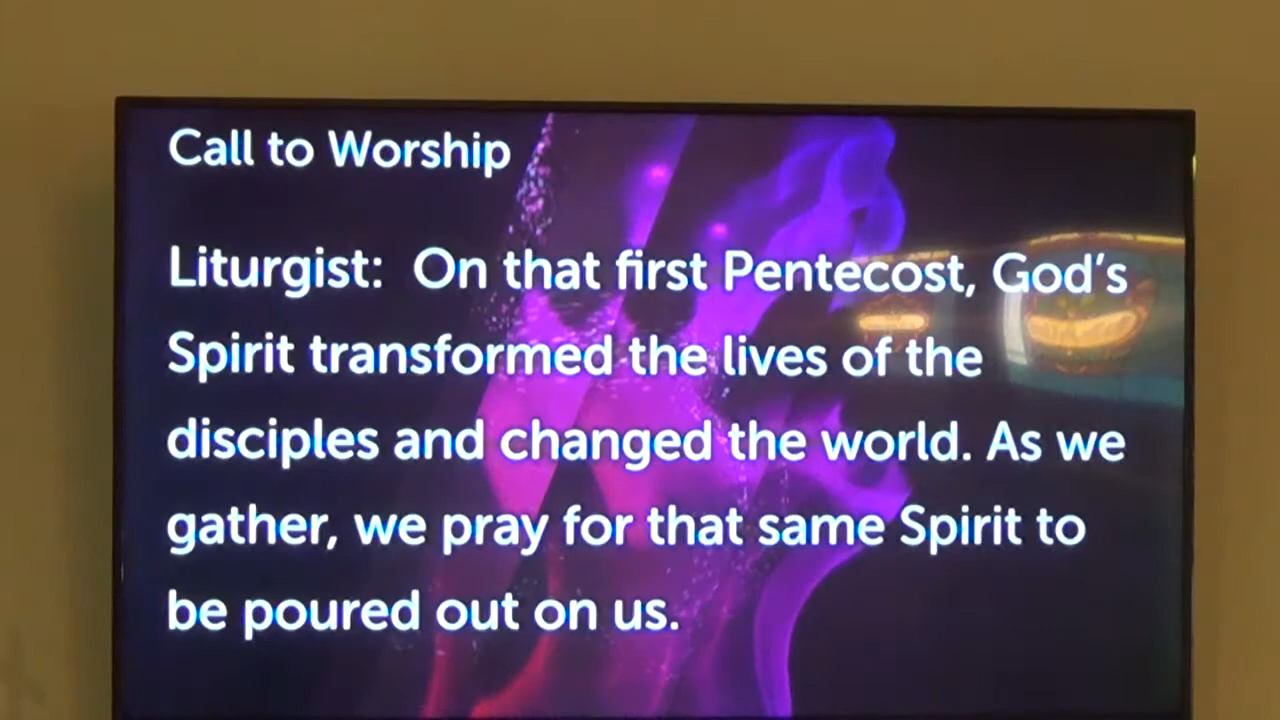 Call to Worship
Liturgist: On that first Pentecost, God's
Spirit transformed the lives of the
disciples and changed the world. As we
gather, we pray for that same Spirit to
be poured out on us.